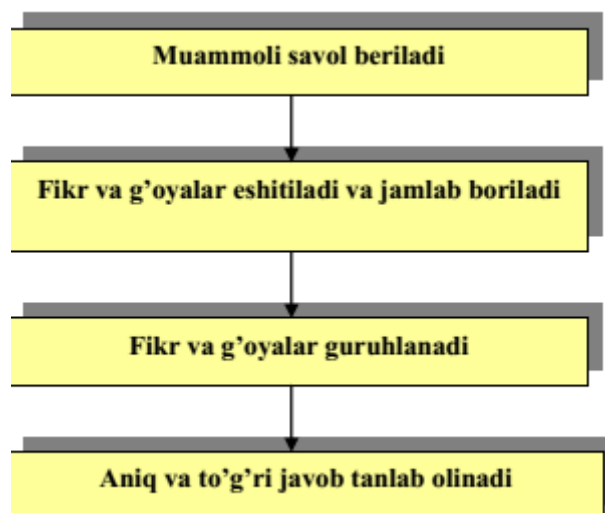 Muammoli savol beriladi
Fikr va g’oyalar eshitiladi va jamlab boriladi
Fikr va g’oyalar guruhlanadi
Aniq va to’g’ri javob tanlab olinadi